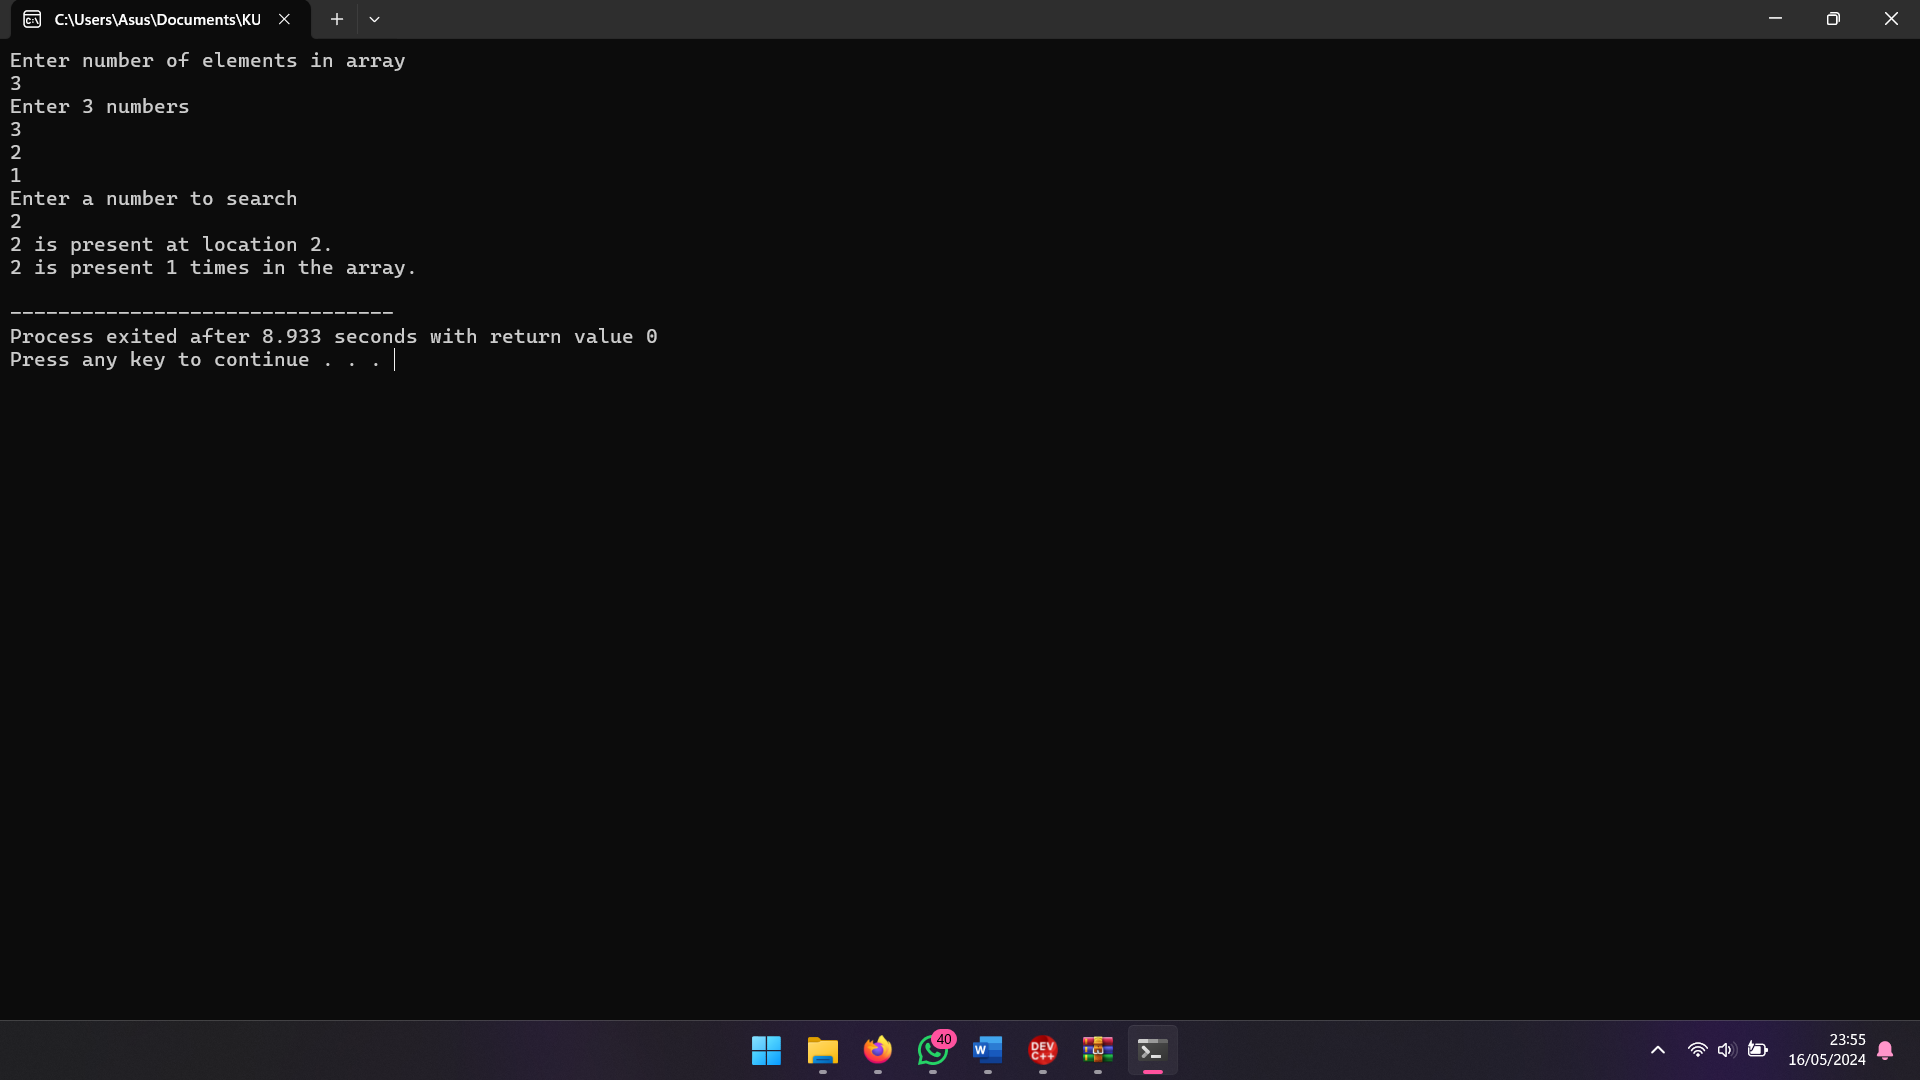 C:\Users\Asus\Documents\KU
Enter number of elements in array
3
Enter 3 numbers
3
2
1
Enter a number to search
2
2 is present at location 2.
2 is present 1 times in the array.
--------------------------------
Process exited after 8.933 seconds with return value 0
Press any key to continue . . .
40
W
DEV
C++
23:55
16/05/2024